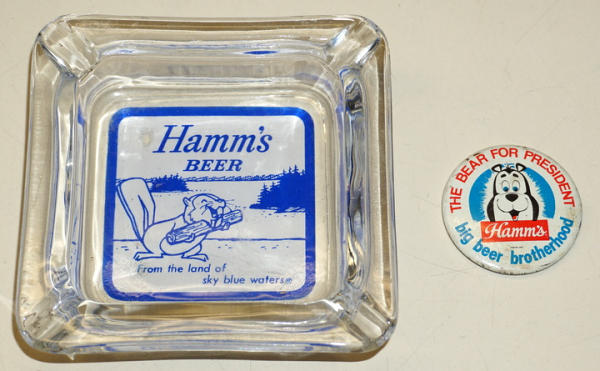 Hamm's
BEER
From the land of
sky blue waters®
THE BEAR FOR PRESIDENT
Hamm's
big beer brotherhood